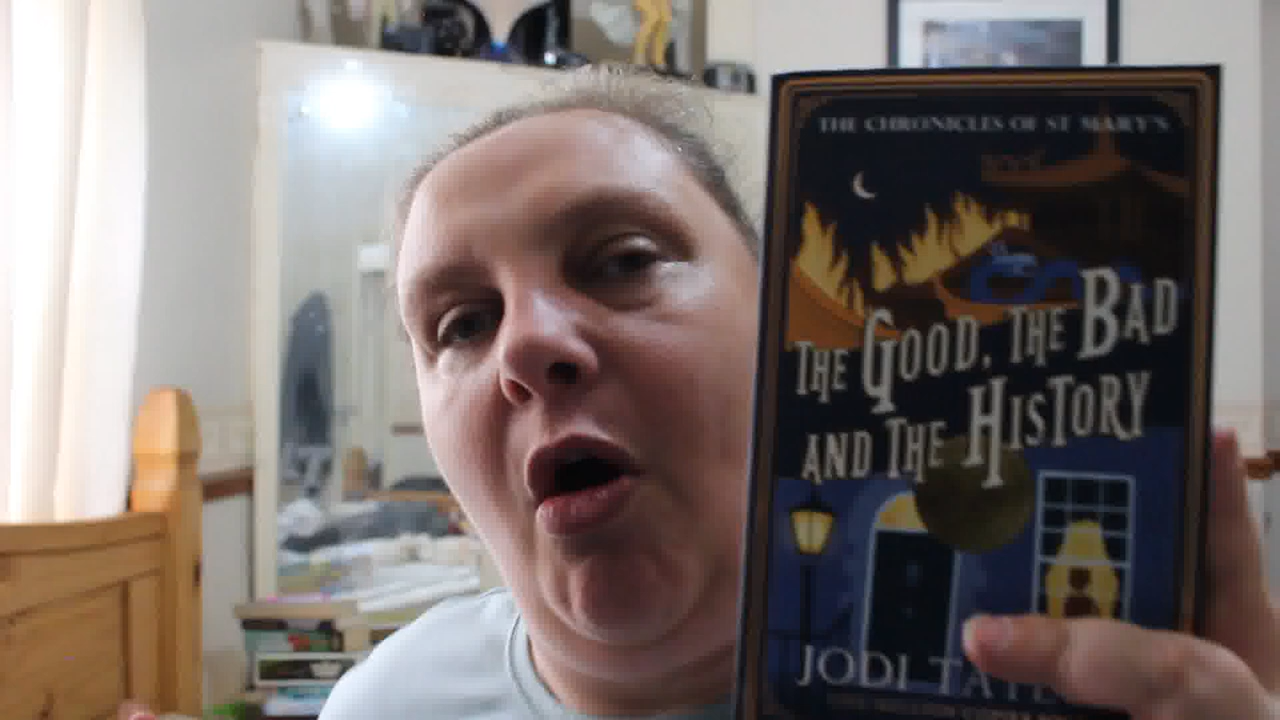 THE CHRONICLES OF ST MARY'S
THE GOOD, THE BAD
AND THE HISTORY
JODI